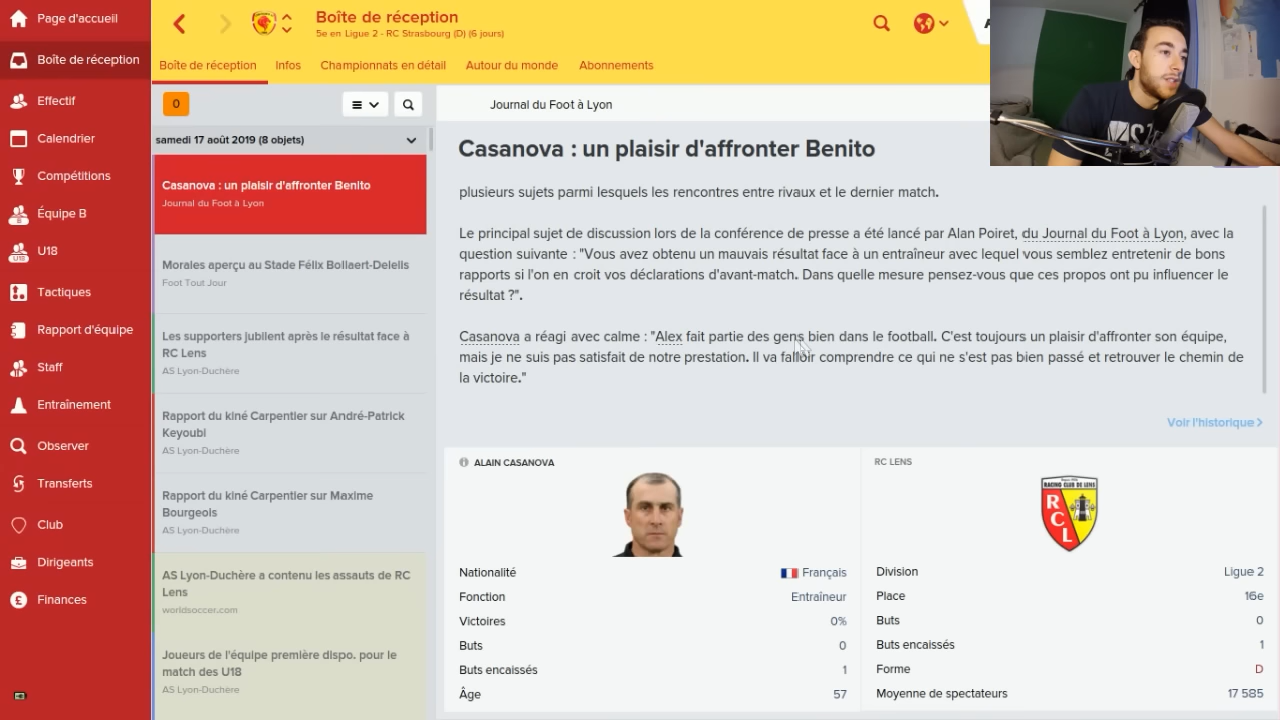 Page d'accueil
Boîte de réception
Effectif
Calendrier
Compétitions
Équipe B
U18
Tactiques
Rapport d'équipe
Staff
Entraînement
Observer
Transferts
Club
Dirigeants
Finances
Boîte de réception
5e en Ligue 2 - RC Strasbourg (D) (6 jours)
Boîte de réception
Infos
Championnats en détail
Autour du monde
Abonnements
0
samedi 17 août 2019 (8 objets)
Casanova : un plaisir d'affronter Benito
Journal du Foot à Lyon
Morales aperçu au Stade Félix Bollaert-Delelis
Foot Tout Jour
Les supporters jubilent après le résultat face à
RC Lens
AS Lyon-Duchère
Rapport du kiné Carpentier sur André-Patrick
Keyoubi
AS Lyon-Duchère
Rapport du kiné Carpentier sur Maxime
Bourgeois
AS Lyon-Duchère
AS Lyon-Duchère a contenu les assauts de RC
Lens
worldsoccer.com
Joueurs de l'équipe première dispo. pour le
match des U18
AS Lyon-Duchère
Journal du Foot à Lyon
Casanova : un plaisir d'affronter Benito
plusieurs sujets parmi lesquels les rencontres entre rivaux et le dernier match.
Le principal sujet de discussion lors de la conférence de presse a été lancé par Alan Poiret, du Journal du Foot à Lyon, avec la
question suivante : "Vous avez obtenu un mauvais résultat face à un entraîneur avec lequel vous semblez entretenir de bons
rapports si l'on en croit vos déclarations d'avant-match. Dans quelle mesure pensez-vous que ces propos ont pu influencer le
résultat ?".
Casanova a réagi avec calme : "Alex fait partie des gens bien dans le football. C'est toujours un plaisir d'affronter son équipe,
mais je ne suis pas satisfait de notre prestation. Il va falloir comprendre ce qui ne s'est pas bien passé et retrouver le chemin de
la victoire."
Voir l'historique
ALAIN CASANOVA
Nationalité Français
Fonction Entraîneur
Victoires 0%
Buts 0
Buts encaissés 1
Âge 57
RC LENS
RACING CLUB DE LENS
R
C
L
Division Ligue 2
Place 16e
Buts 0
Buts encaissés 1
Forme D
Moyenne de spectateurs 17 585